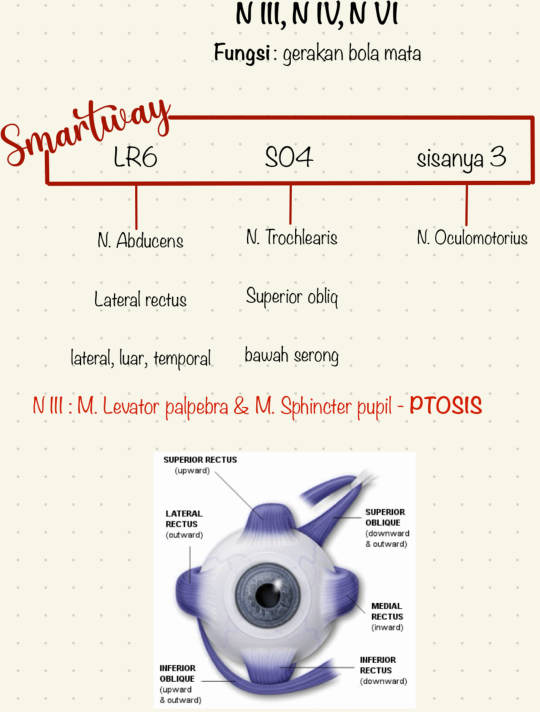 N III, N IV, N VI
Fungsi : gerakan bola mata
Smartway
LR6 SO4 sisanya 3
N. Abducens N. Trochlearis N. Oculomotorius
Lateral rectus Superior obliq
lateral, luar, temporal bawah serong
N III : M. Levator palpebra & M. Sphincter pupil - PTOSIS
SUPERIOR RECTUS
(upward)
LATERAL
RECTUS
(outward)
SUPERIOR
OBLIQUE
(downward
& outward)
MEDIAL
RECTUS
(inward)
INFERIOR
OBLIQUE
(upward
& outward)
INFERIOR
RECTUS
(downward)